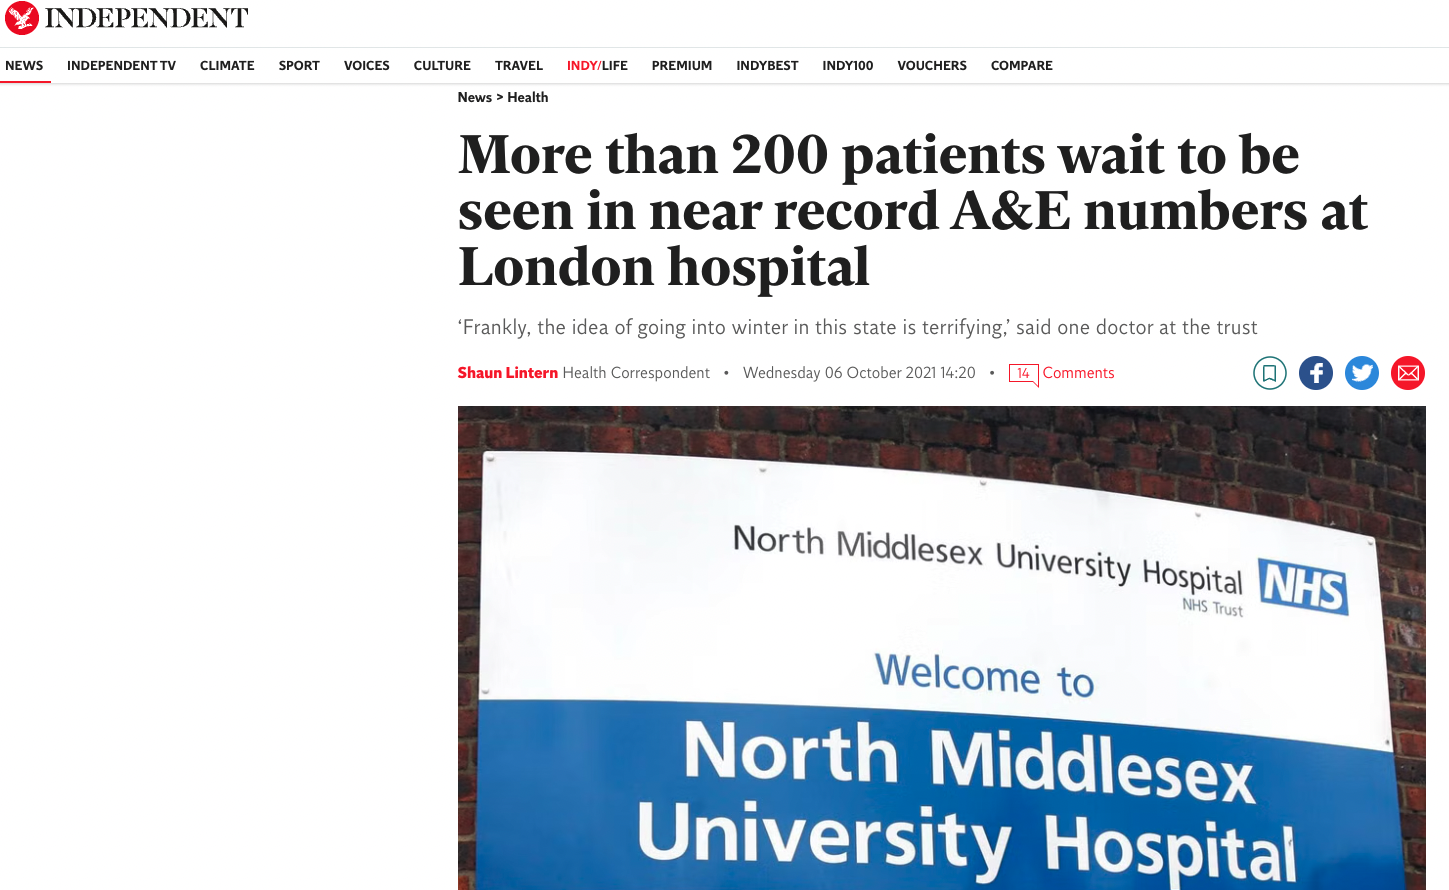 INDEPENDENT
NEWS INDEPENDENT TV CLIMATE SPORT VOICES CULTURE TRAVEL INDY/LIFE PREMIUM INDYBEST INDY100 VOUCHERS COMPARE
News > Health
More than 200 patients wait to be
seen in near record A&E numbers at
London hospital
‘Frankly, the idea of going into winter in this state is terrifying,’ said one doctor at the trust
Shaun Lintern Health Correspondent • Wednesday 06 October 2021 14:20 • 14 Comments
North Middlesex University Hospital NHS
NHS Trust
Welcome to
North Middlesex
University Hospital